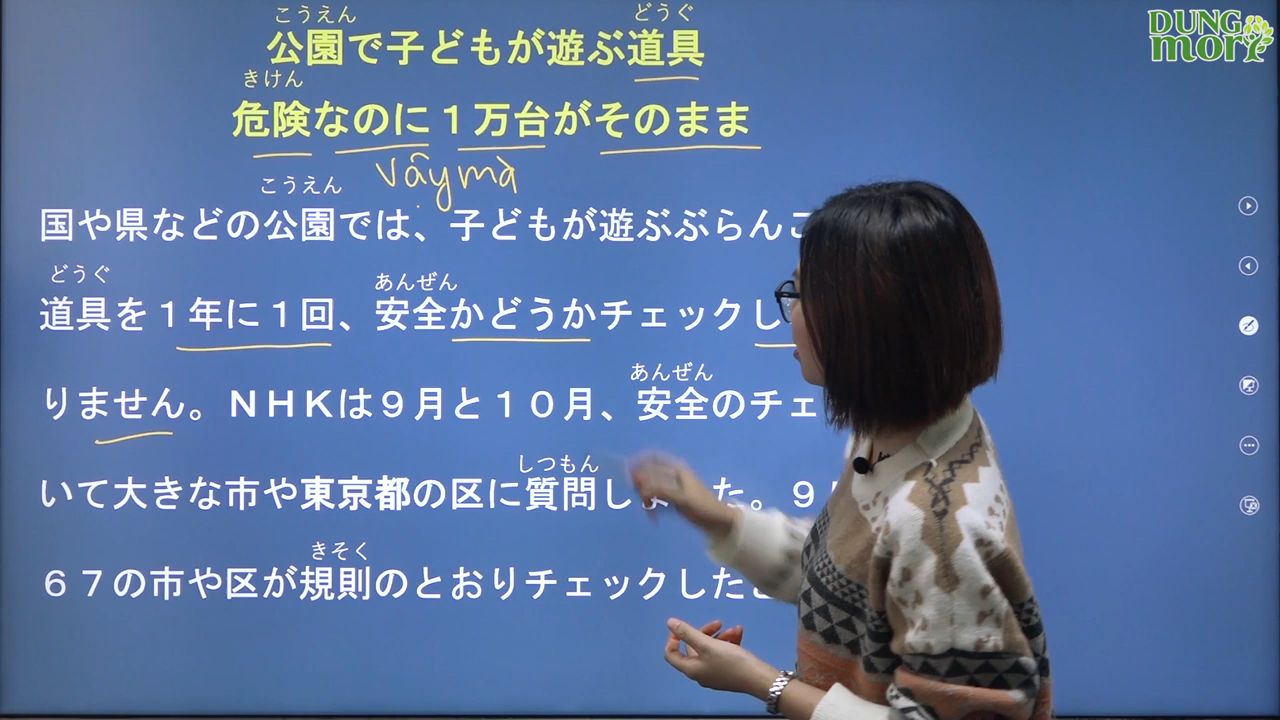 DUNG
mori
こうえん どうぐ
公園で子どもが遊ぶ道具
きけん
危険なのに１万台がそのまま
vậy mà
こうえん
国や県などの公園では、子どもが遊ぶぶらんこ
どうぐ あんぜん
道具を１年に１回、安全かどうかチェックし
あんぜん
りません。ＮＨＫは９月と１０月、安全のチェ
しつもん
いて大きな市や東京都の区に質問し た。９
きそく
６７の市や区が規則のとおりチェックした